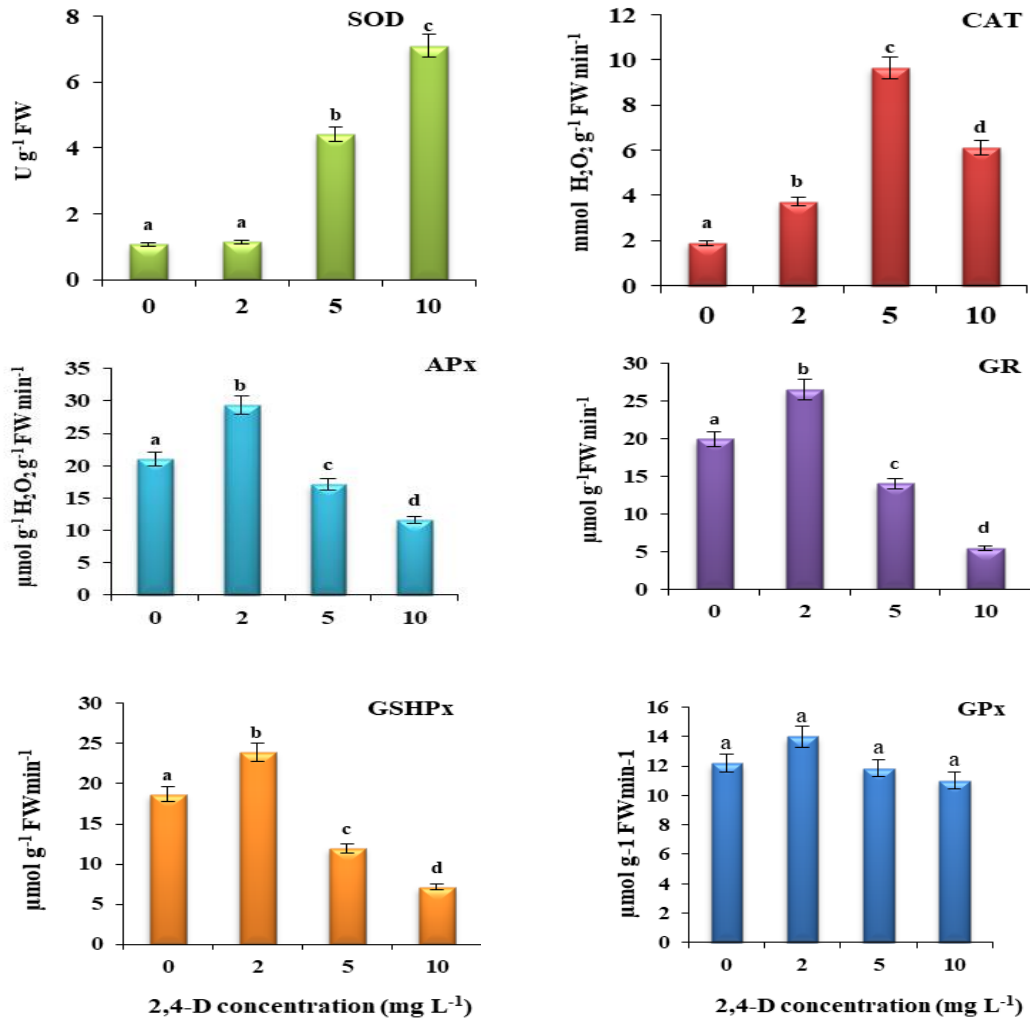 SOD
U g⁻¹ FW
8
6
4
2
0
a
a
b
c
0 2 5 10
CAT
mmol H₂O₂ g⁻¹ FW min⁻¹
12
10
8
6
4
2
0
a
b
c
d
0 2 5 10
APx
µmol g⁻¹ H₂O₂ g⁻¹ FW min⁻¹
35
30
25
20
15
10
5
0
a
b
c
d
0 2 5 10
GR
µmol g⁻¹ FW min⁻¹
30
25
20
15
10
5
0
a
b
c
d
0 2 5 10
GSHPx
µmol g⁻¹ FW min⁻¹
30
25
20
15
10
5
0
a
b
c
d
0 2 5 10
2,4-D concentration (mg L⁻¹)
GPx
µmol g-1 FWmin-1
16
14
12
10
8
6
4
2
0
a
a
a
a
0 2 5 10
2,4-D concentration (mg L⁻¹)